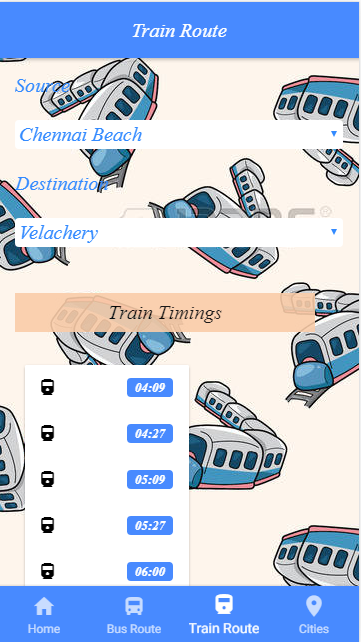 Train Route
Source
Chennai Beach
Destination
Velachery
Train Timings
04:09
04:27
05:09
05:27
06:00
Home
Bus Route
Train Route
Cities